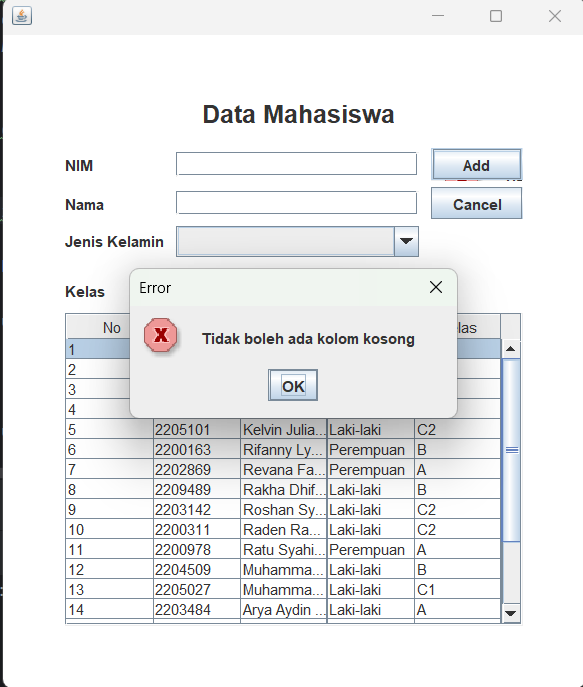 Data Mahasiswa
NIM
Add
Nama
Cancel
Jenis Kelamin
Kelas
Error
Tidak boleh ada kolom kosong
OK
No
1
2
3
4
5 2205101 Kelvin Julia... Laki-laki C2
6 2200163 Rifanny Ly... Perempuan B
7 2202869 Revana Fa... Perempuan A
8 2209489 Rakha Dhif... Laki-laki B
9 2203142 Roshan Sy... Laki-laki C2
10 2200311 Raden Ra... Laki-laki C2
11 2200978 Ratu Syahi... Perempuan A
12 2204509 Muhamma... Laki-laki B
13 2205027 Muhamma... Laki-laki C1
14 2203484 Arya Aydin ... Laki-laki A